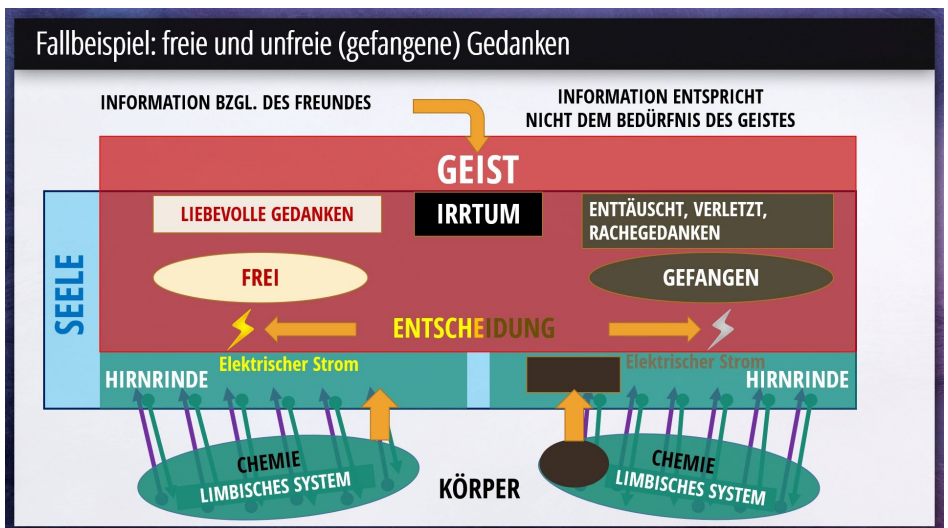 Fallbeispiel: freie und unfreie (gefangene) Gedanken
INFORMATION BZGL. DES FREUNDES
INFORMATION ENTSPRICHT
NICHT DEM BEDÜRFNIS DES GEISTES
GEIST
SEELE
LIEBEVOLLE GEDANKEN
IRRTUM
ENTTÄUSCHT, VERLETZT,
RACHEGEDANKEN
FREI
GEFANGEN
ENTSCHEIDUNG
Elektrischer Strom
Elektrischer Strom
HIRNRINDE
HIRNRINDE
CHEMIE
LIMBISCHES SYSTEM
KÖRPER
CHEMIE
LIMBISCHES SYSTEM